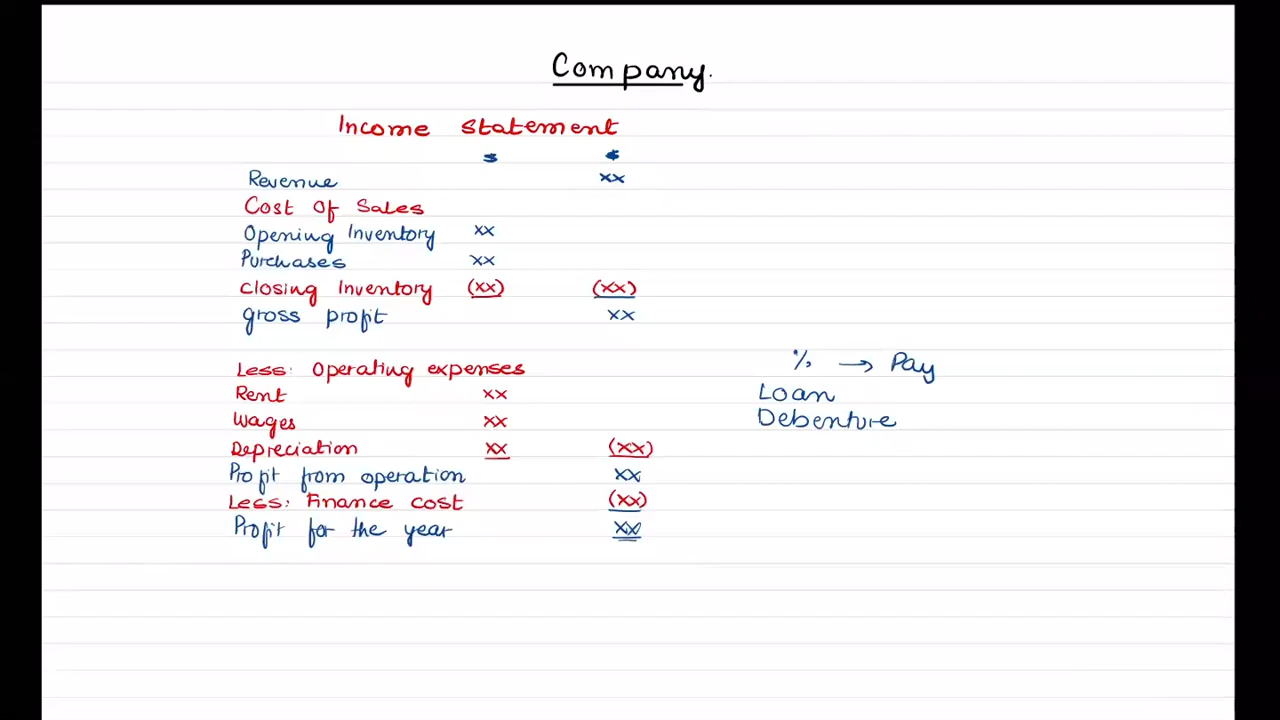 Company.
Income Statement
$ $
Revenue xx
Cost Of Sales
Opening Inventory xx
Purchases xx
Closing Inventory (xx) (xx)
gross profit xx
Less: Operating expenses
Rent xx
Wages xx
Depreciation xx (xx)
Profit from operation xx
Less: Finance cost (xx)
Profit for the year xx
% → Pay
Loan
Debenture